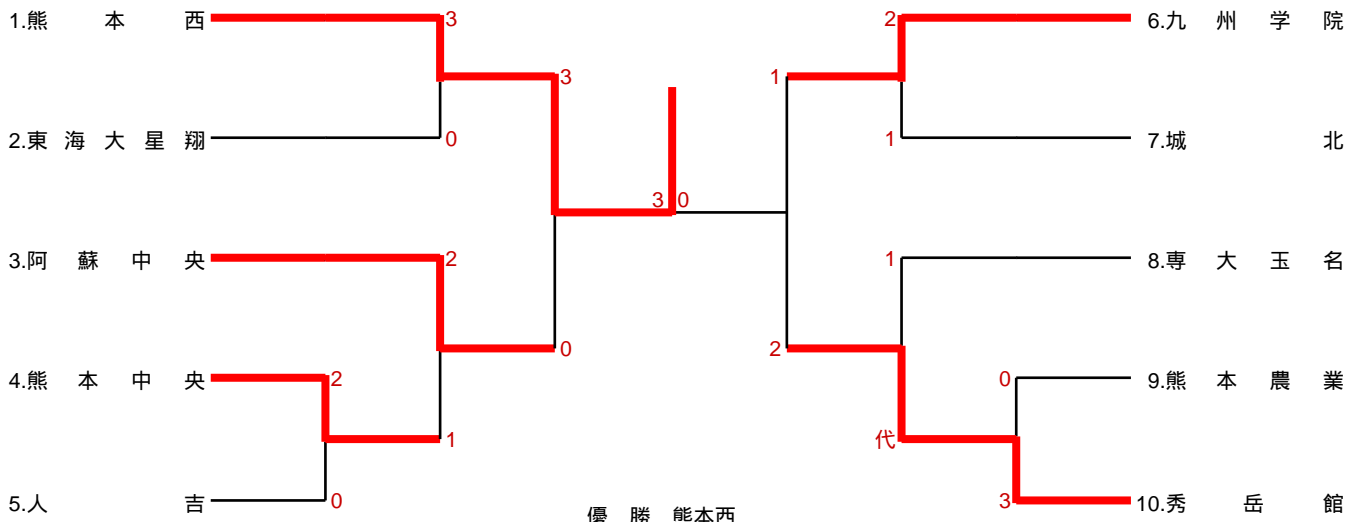 1.熊本西 3 2 6.九州学院
3 1
2.東海大星翔 0 1 7.城北
3 0
3.阿蘇中央 2 1 8.専大玉名
0 2
4.熊本中央 2 0 9.熊本農業
1 代
5.人吉 0 3 10.秀岳館
優勝 熊本西